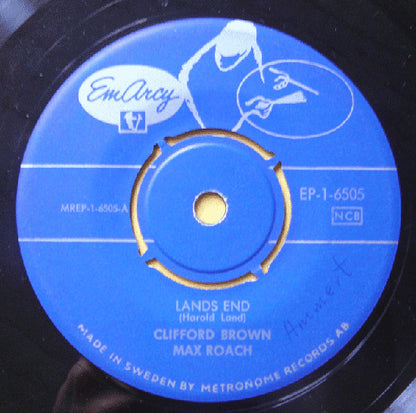 EmArcy
EP-1-6505
MREP-1-6505-A
NCB
LANDS END
(Harold Land)
CLIFFORD BROWN
MAX ROACH
Ammert
MADE IN SWEDEN BY METRONOME RECORDS AB